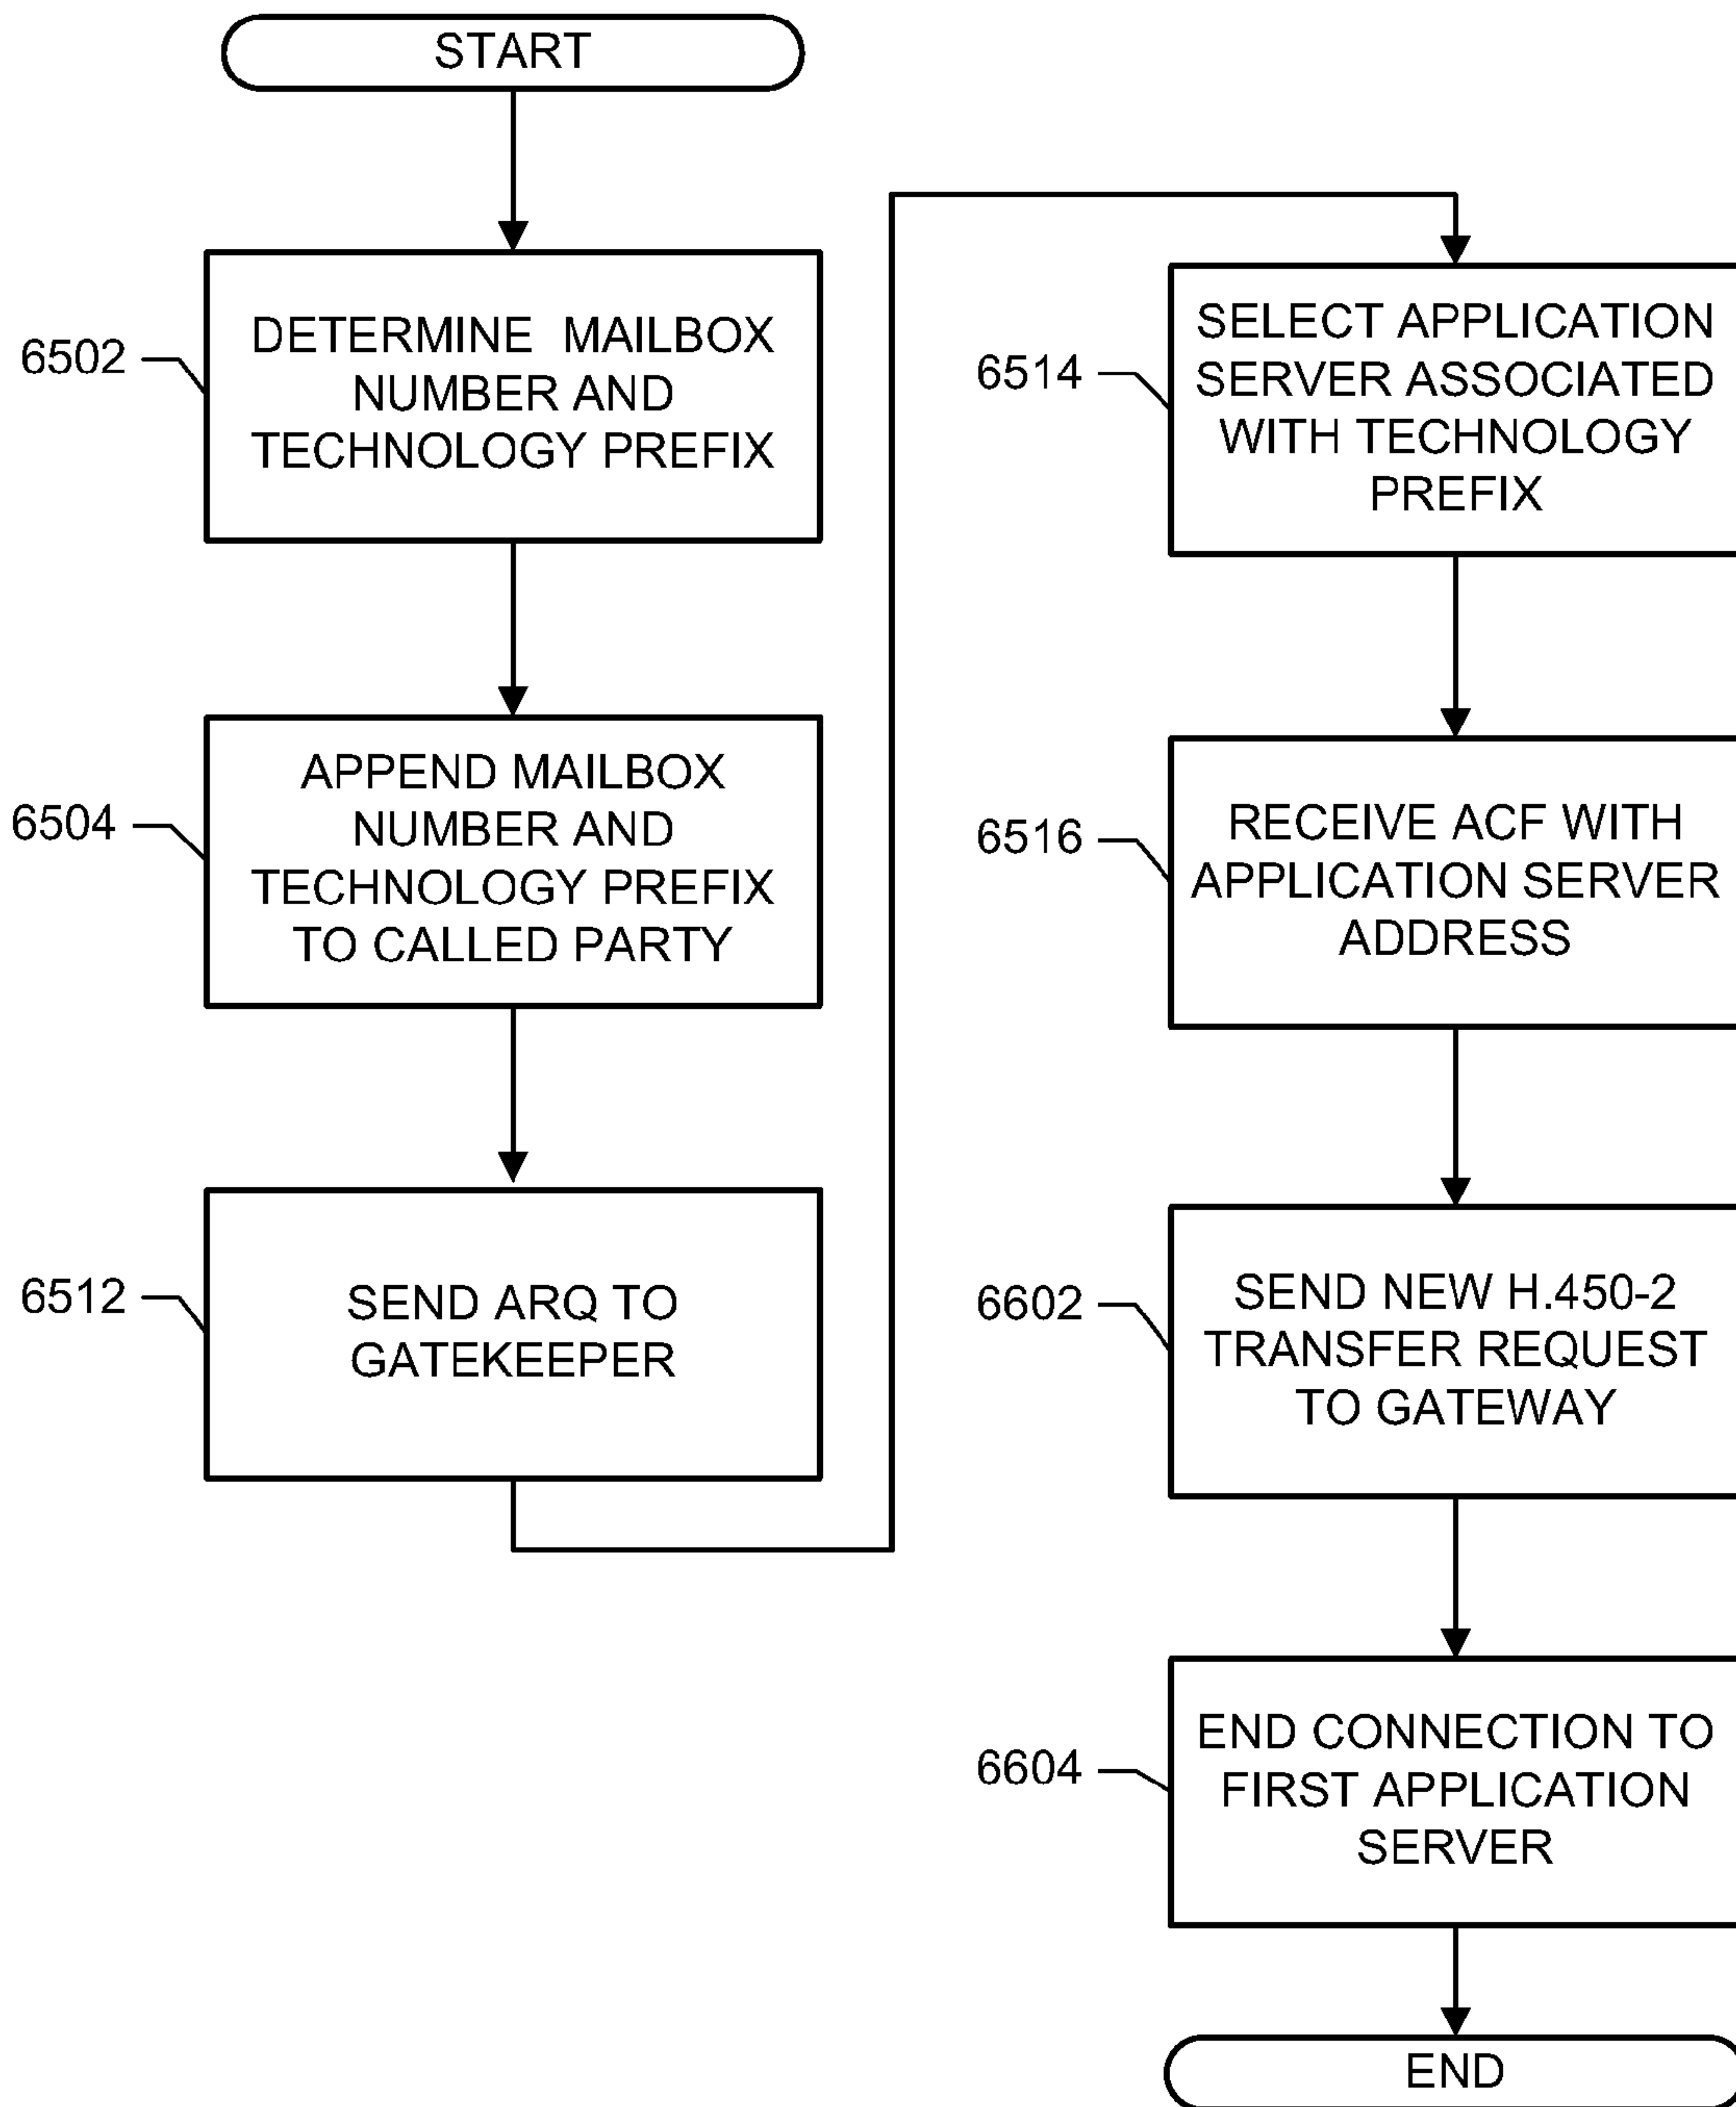 START
6502
DETERMINE MAILBOX
NUMBER AND
TECHNOLOGY PREFIX
6504
APPEND MAILBOX
NUMBER AND
TECHNOLOGY PREFIX
TO CALLED PARTY
6512
SEND ARQ TO
GATEKEEPER
6514
SELECT APPLICATION
SERVER ASSOCIATED
WITH TECHNOLOGY
PREFIX
6516
RECEIVE ACF WITH
APPLICATION SERVER
ADDRESS
6602
SEND NEW H.450-2
TRANSFER REQUEST
TO GATEWAY
6604
END CONNECTION TO
FIRST APPLICATION
SERVER
END